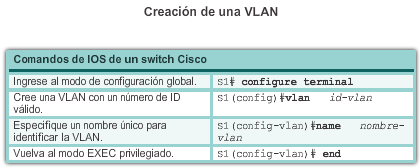 Creación de una VLAN
Comandos de IOS de un switch Cisco
Ingrese al modo de configuración global. S1# configure terminal
Cree una VLAN con un número de ID S1(config)#vlan id-vlan
válido.
Especifique un nombre único para S1(config-vlan)#name nombre-
identificar la VLAN. vlan
Vuelva al modo EXEC privilegiado. S1(config-vlan)# end